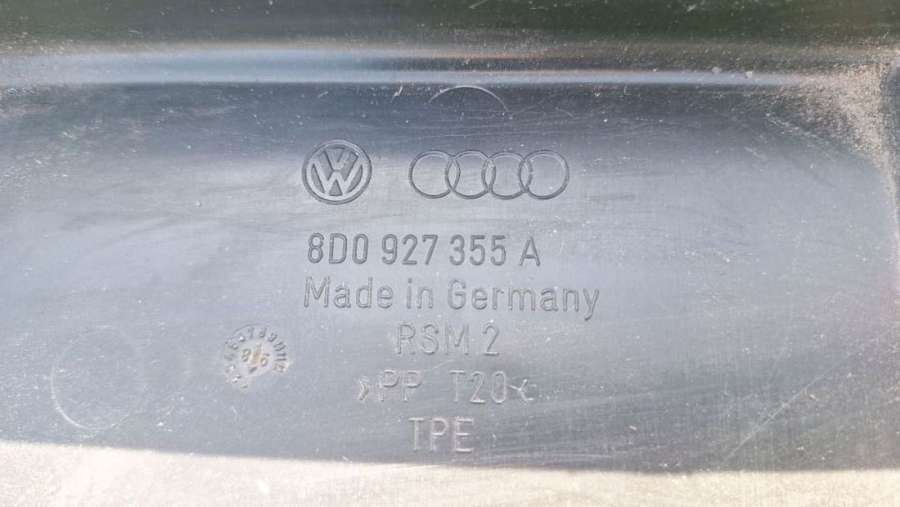 8D0 927 355 A
Made in Germany
RSM 2
>PP T20<
TPE